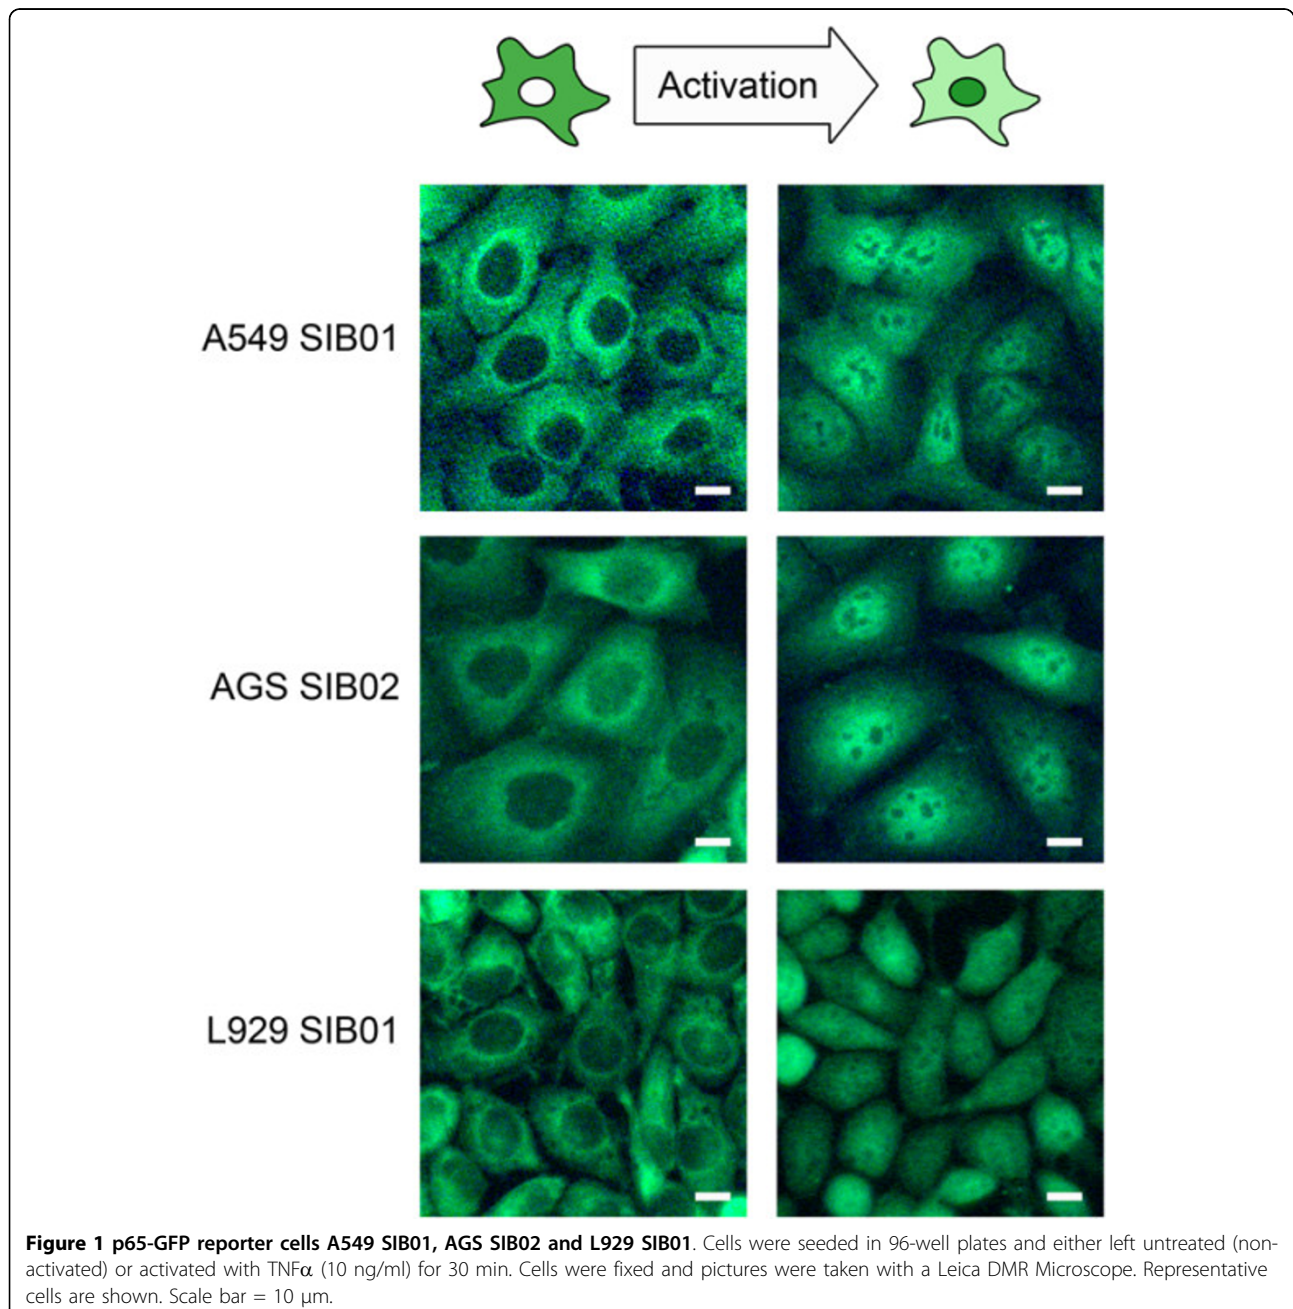 Activation
A549 SIB01
AGS SIB02
L929 SIB01
Figure 1 p65-GFP reporter cells A549 SIB01, AGS SIB02 and L929 SIB01. Cells were seeded in 96-well plates and either left untreated (non-
activated) or activated with TNFα (10 ng/ml) for 30 min. Cells were fixed and pictures were taken with a Leica DMR Microscope. Representative
cells are shown. Scale bar = 10 μm.